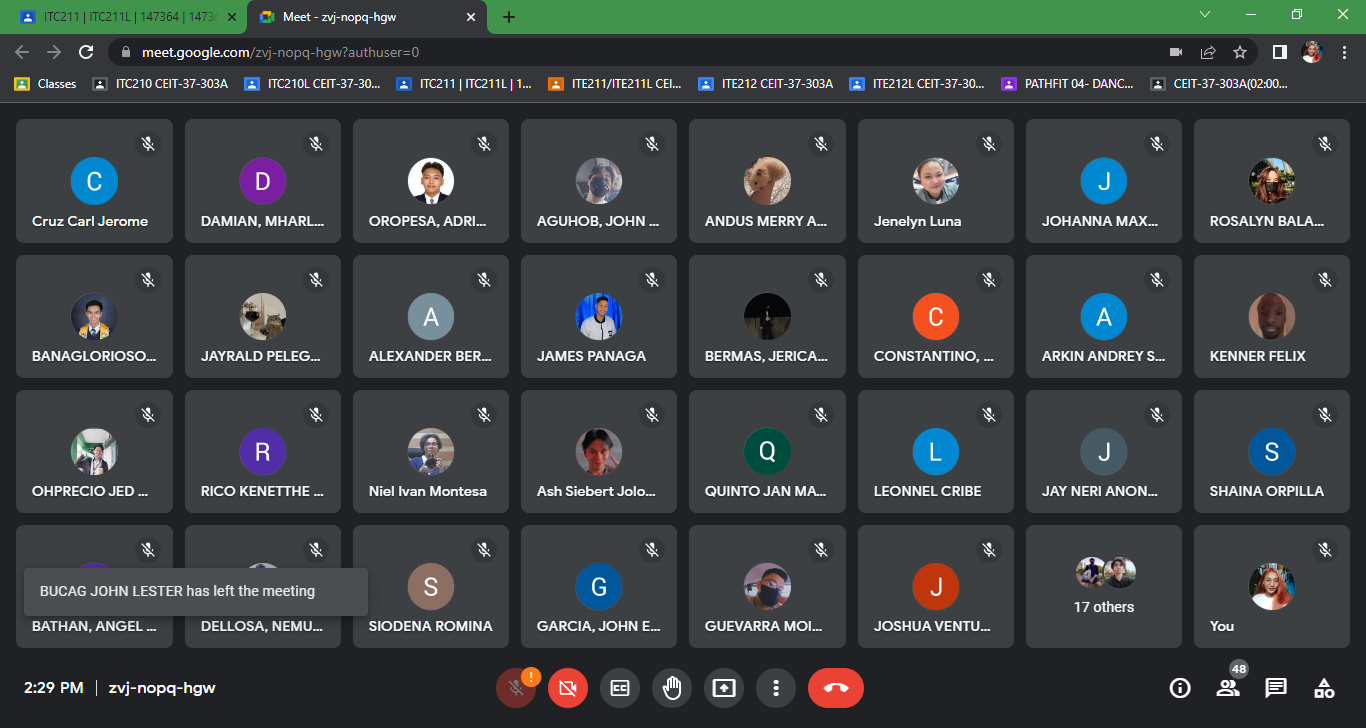 ITC211 | ITC211L | 147364 | 1473
Meet - zvj-nopq-hgw
meet.google.com/zvj-nopq-hgw?authuser=0
Classes
ITC210 CEIT-37-303A
ITC210L CEIT-37-30...
ITC211 | ITC211L | 1...
ITE211/ITE211L CEI...
ITE212 CEIT-37-303A
ITE212L CEIT-37-30...
PATHFIT 04- DANC...
CEIT-37-303A(02:00...
C
Cruz Carl Jerome
D
DAMIAN, MHARL...
OROPESA, ADRI...
AGUHOB, JOHN ...
ANDUS MERRY A...
Jenelyn Luna
J
JOHANNA MAX...
ROSALYN BALA...
BANAGLORIOSO...
JAYRALD PELEG...
A
ALEXANDER BER...
JAMES PANAGA
BERMAS, JERICA...
C
CONSTANTINO, ...
A
ARKIN ANDREY S...
KENNER FELIX
OHPRECIO JED ...
R
RICO KENETTHE ...
Niel Ivan Montesa
Ash Siebert Jolo...
Q
QUINTO JAN MA...
L
LEONNEL CRIBE
J
JAY NERI ANON...
S
SHAINA ORPILLA
BUCAG JOHN LESTER has left the meeting
BATHAN, ANGEL ...
DELLOSA, NEMU...
S
SIODENA ROMINA
G
GARCIA, JOHN E...
GUEVARRA MOI...
J
JOSHUA VENTU...
17 others
You
2:29 PM | zvj-nopq-hgw
!
CC
48